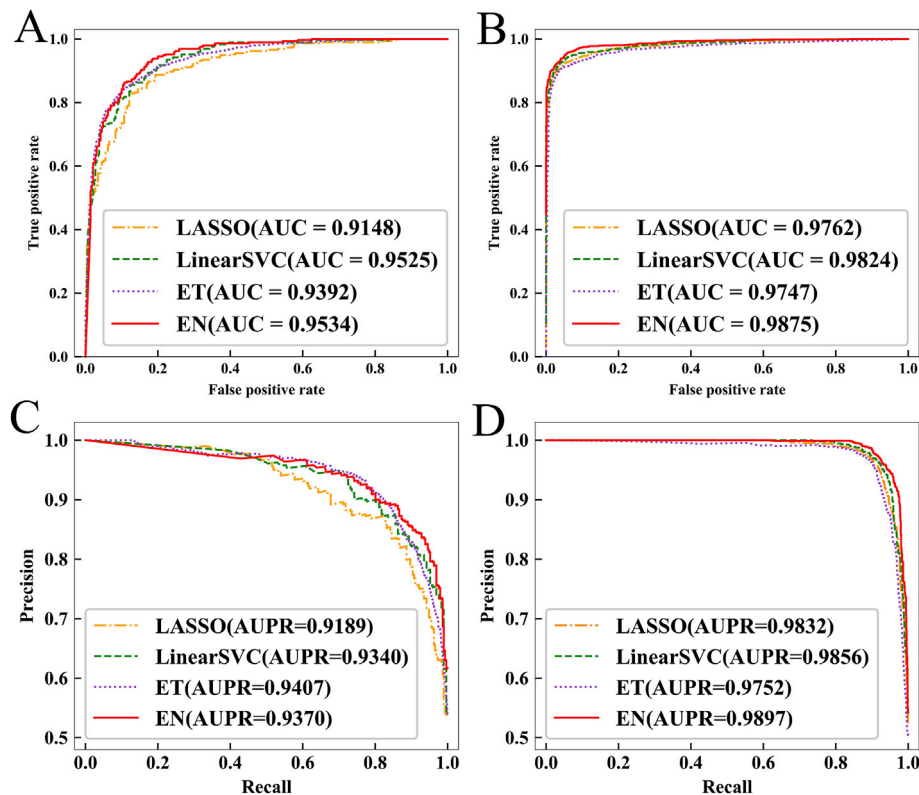 A
True positive rate
1.0
0.8
0.6
0.4
0.2
0.0
LASSO(AUC = 0.9148)
LinearSVC(AUC = 0.9525)
ET(AUC = 0.9392)
EN(AUC = 0.9534)
0.0 0.2 0.4 0.6 0.8 1.0
False positive rate
B
True positive rate
1.0
0.8
0.6
0.4
0.2
0.0
LASSO(AUC = 0.9762)
LinearSVC(AUC = 0.9824)
ET(AUC = 0.9747)
EN(AUC = 0.9875)
0.0 0.2 0.4 0.6 0.8 1.0
False positive rate
C
Precision
1.0
0.9
0.8
0.7
0.6
0.5
LASSO(AUPR=0.9189)
LinearSVC(AUPR=0.9340)
ET(AUPR=0.9407)
EN(AUPR=0.9370)
0.0 0.2 0.4 0.6 0.8 1.0
Recall
D
Precision
1.0
0.9
0.8
0.7
0.6
0.5
LASSO(AUPR=0.9832)
LinearSVC(AUPR=0.9856)
ET(AUPR=0.9752)
EN(AUPR=0.9897)
0.0 0.2 0.4 0.6 0.8 1.0
Recall